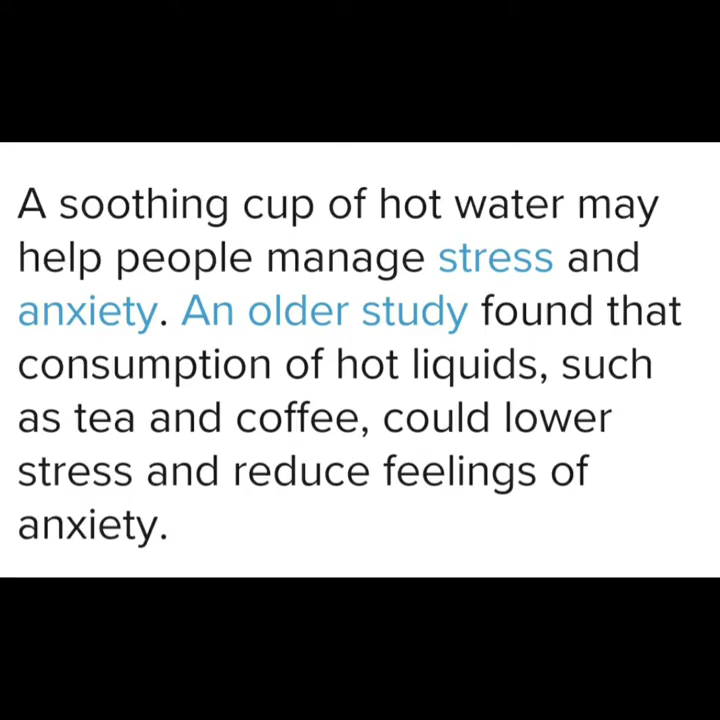 A soothing cup of hot water may
help people manage stress and
anxiety. An older study found that
consumption of hot liquids, such
as tea and coffee, could lower
stress and reduce feelings of
anxiety.